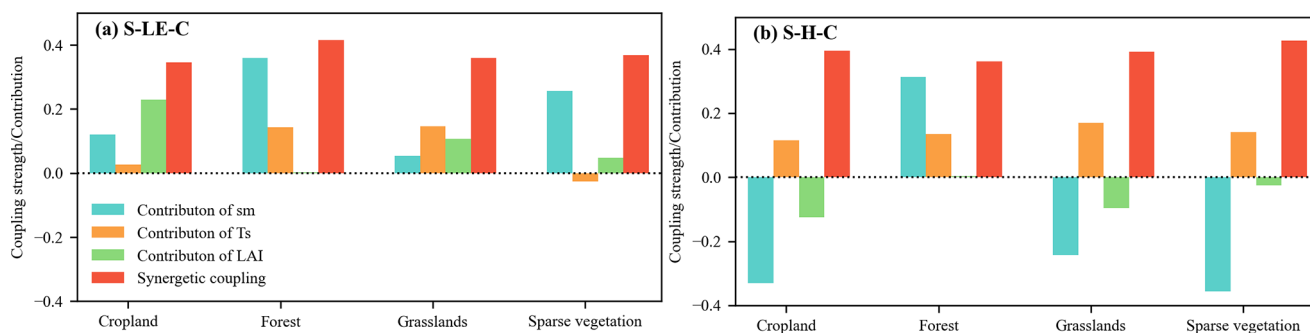 (a) S-LE-C
Coupling strength/Contribution
0.4
0.2
0.0
−0.2
−0.4
Contributon of sm
Contributon of Ts
Contributon of LAI
Synergetic coupling
Cropland
Forest
Grasslands
Sparse vegetation
(b) S-H-C
Coupling strength/Contribution
0.4
0.2
0.0
−0.2
−0.4
Cropland
Forest
Grasslands
Sparse vegetation